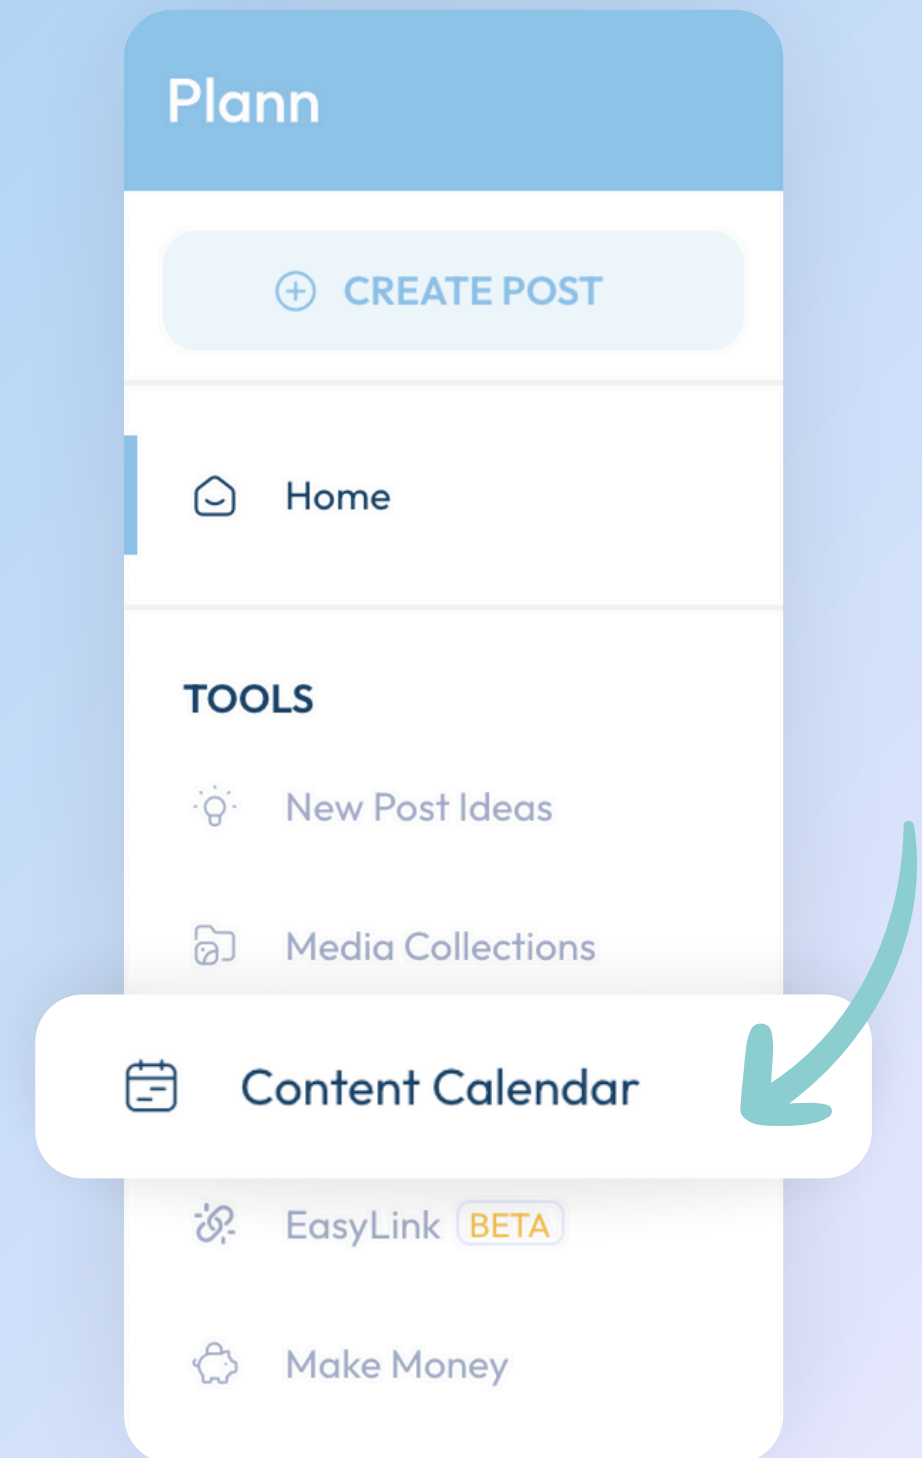 Plann
CREATE POST
Home
TOOLS
New Post Ideas
Media Collections
Content Calendar
EasyLink BETA
Make Money